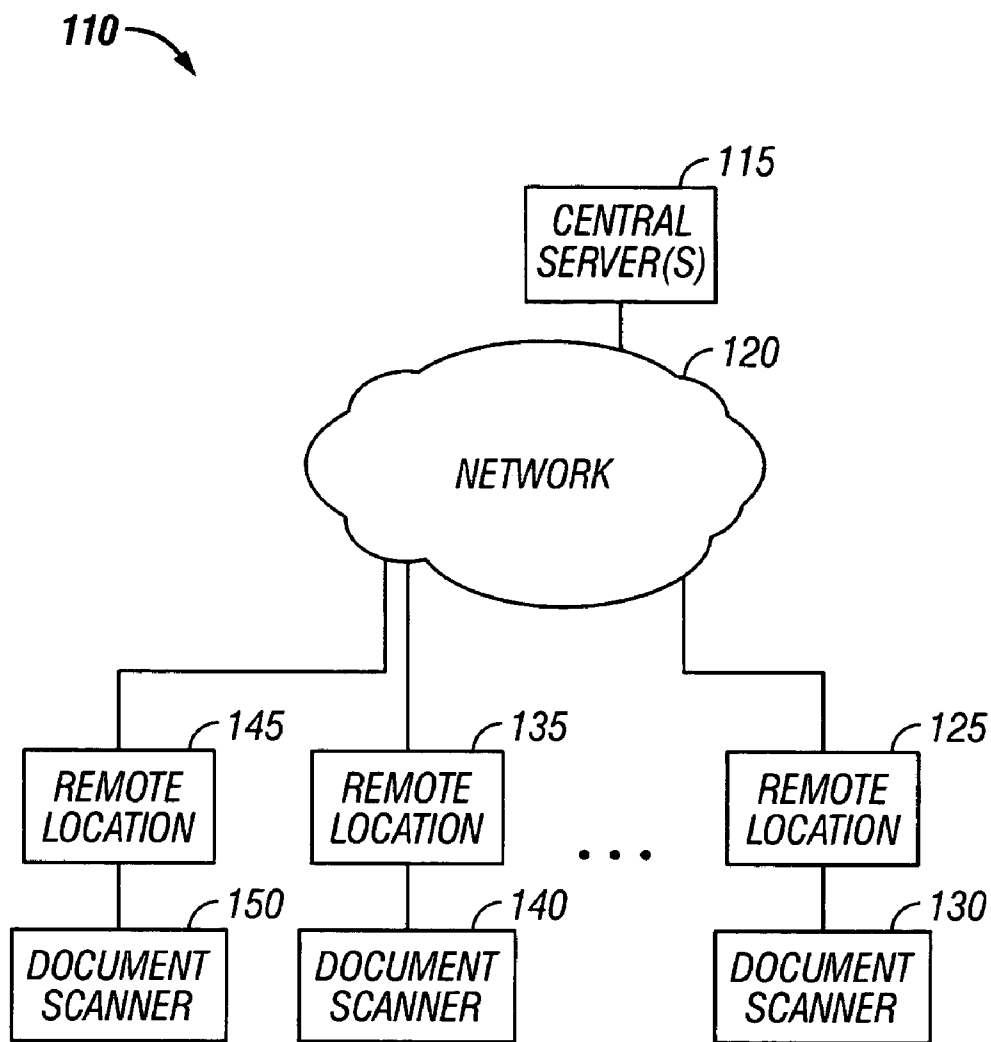 110
115
CENTRAL
SERVER(S)
120
NETWORK
145
REMOTE
LOCATION
135
REMOTE
LOCATION
125
REMOTE
LOCATION
• • •
150
DOCUMENT
SCANNER
140
DOCUMENT
SCANNER
130
DOCUMENT
SCANNER